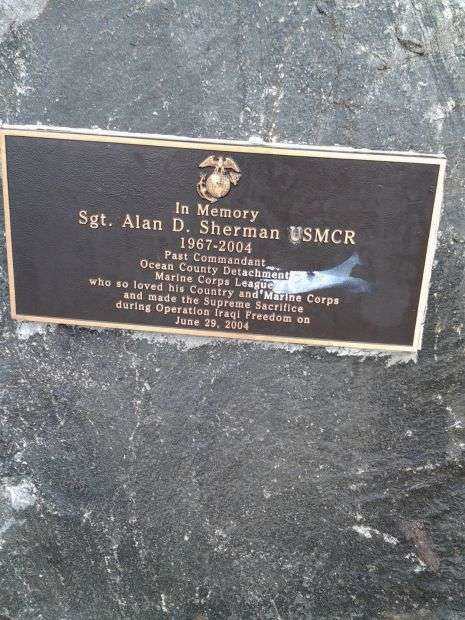 In Memory
Sgt. Alan D. Sherman USMCR
1967-2004
Past Commandant
Ocean County Detachment
Marine Corps League
who so loved his Country and Marine Corps
and made the Supreme Sacrifice
during Operation Iraqi Freedom on
June 29, 2004